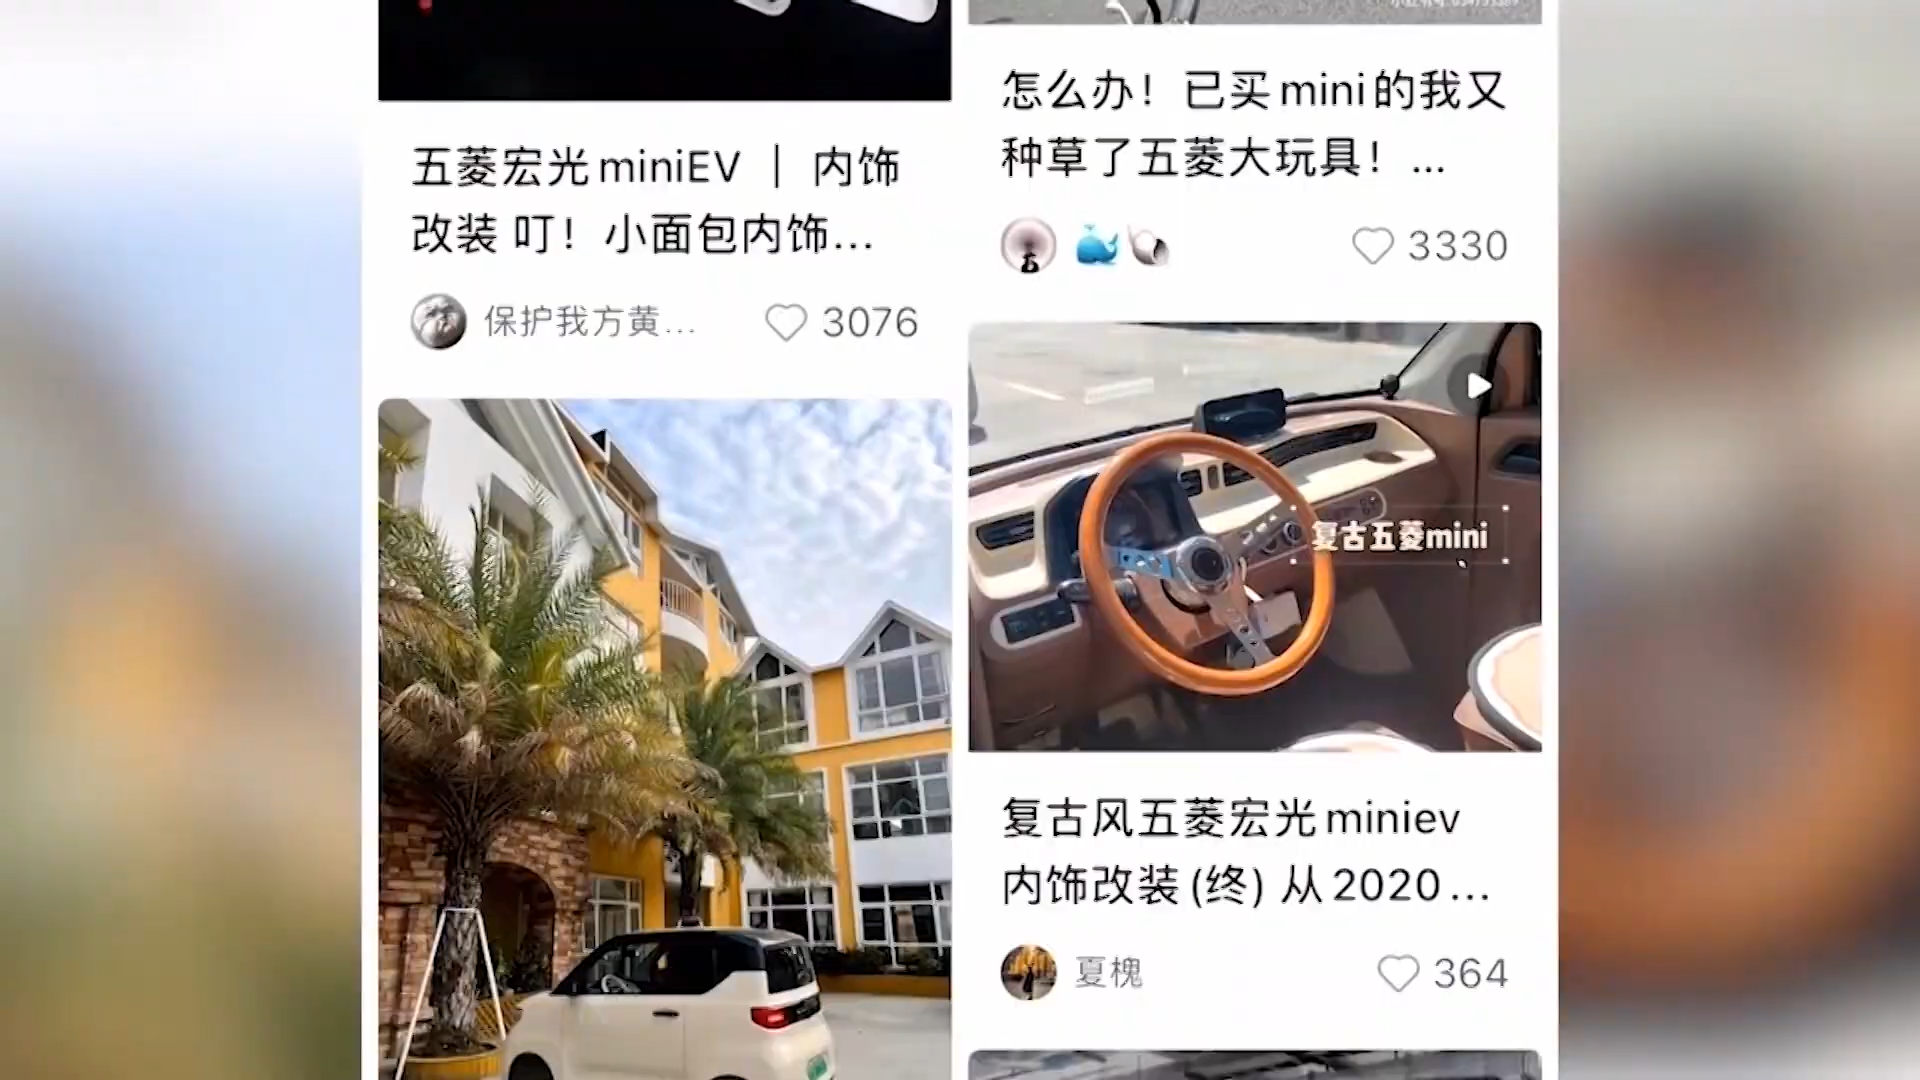 五菱宏光miniEV | 内饰
改装 叮！小面包内饰...
保护我方黄...
3076
怎么办！已买mini的我又
种草了五菱大玩具！...
3330
复古五菱mini
复古风五菱宏光miniev
内饰改装(终) 从2020...
夏槐
364